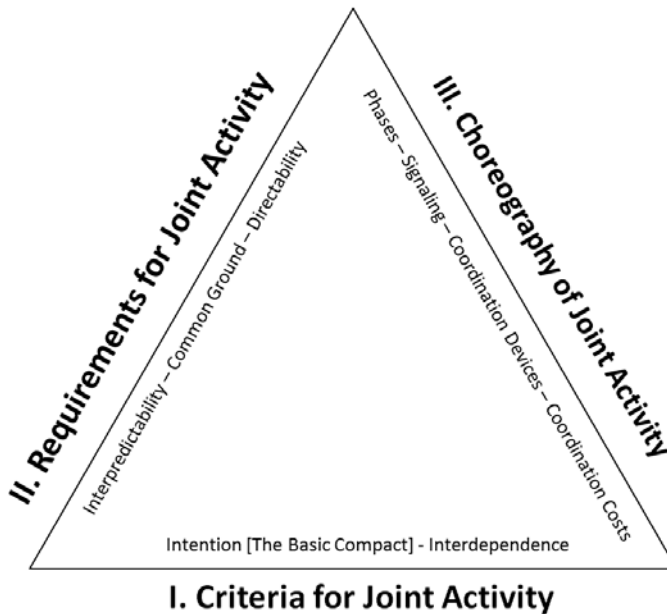 II. Requirements for Joint Activity
III. Choreography of Joint Activity
Interpredictability – Common Ground – Directability
Phases – Signaling – Coordination Devices – Coordination Costs
Intention [The Basic Compact] - Interdependence
I. Criteria for Joint Activity